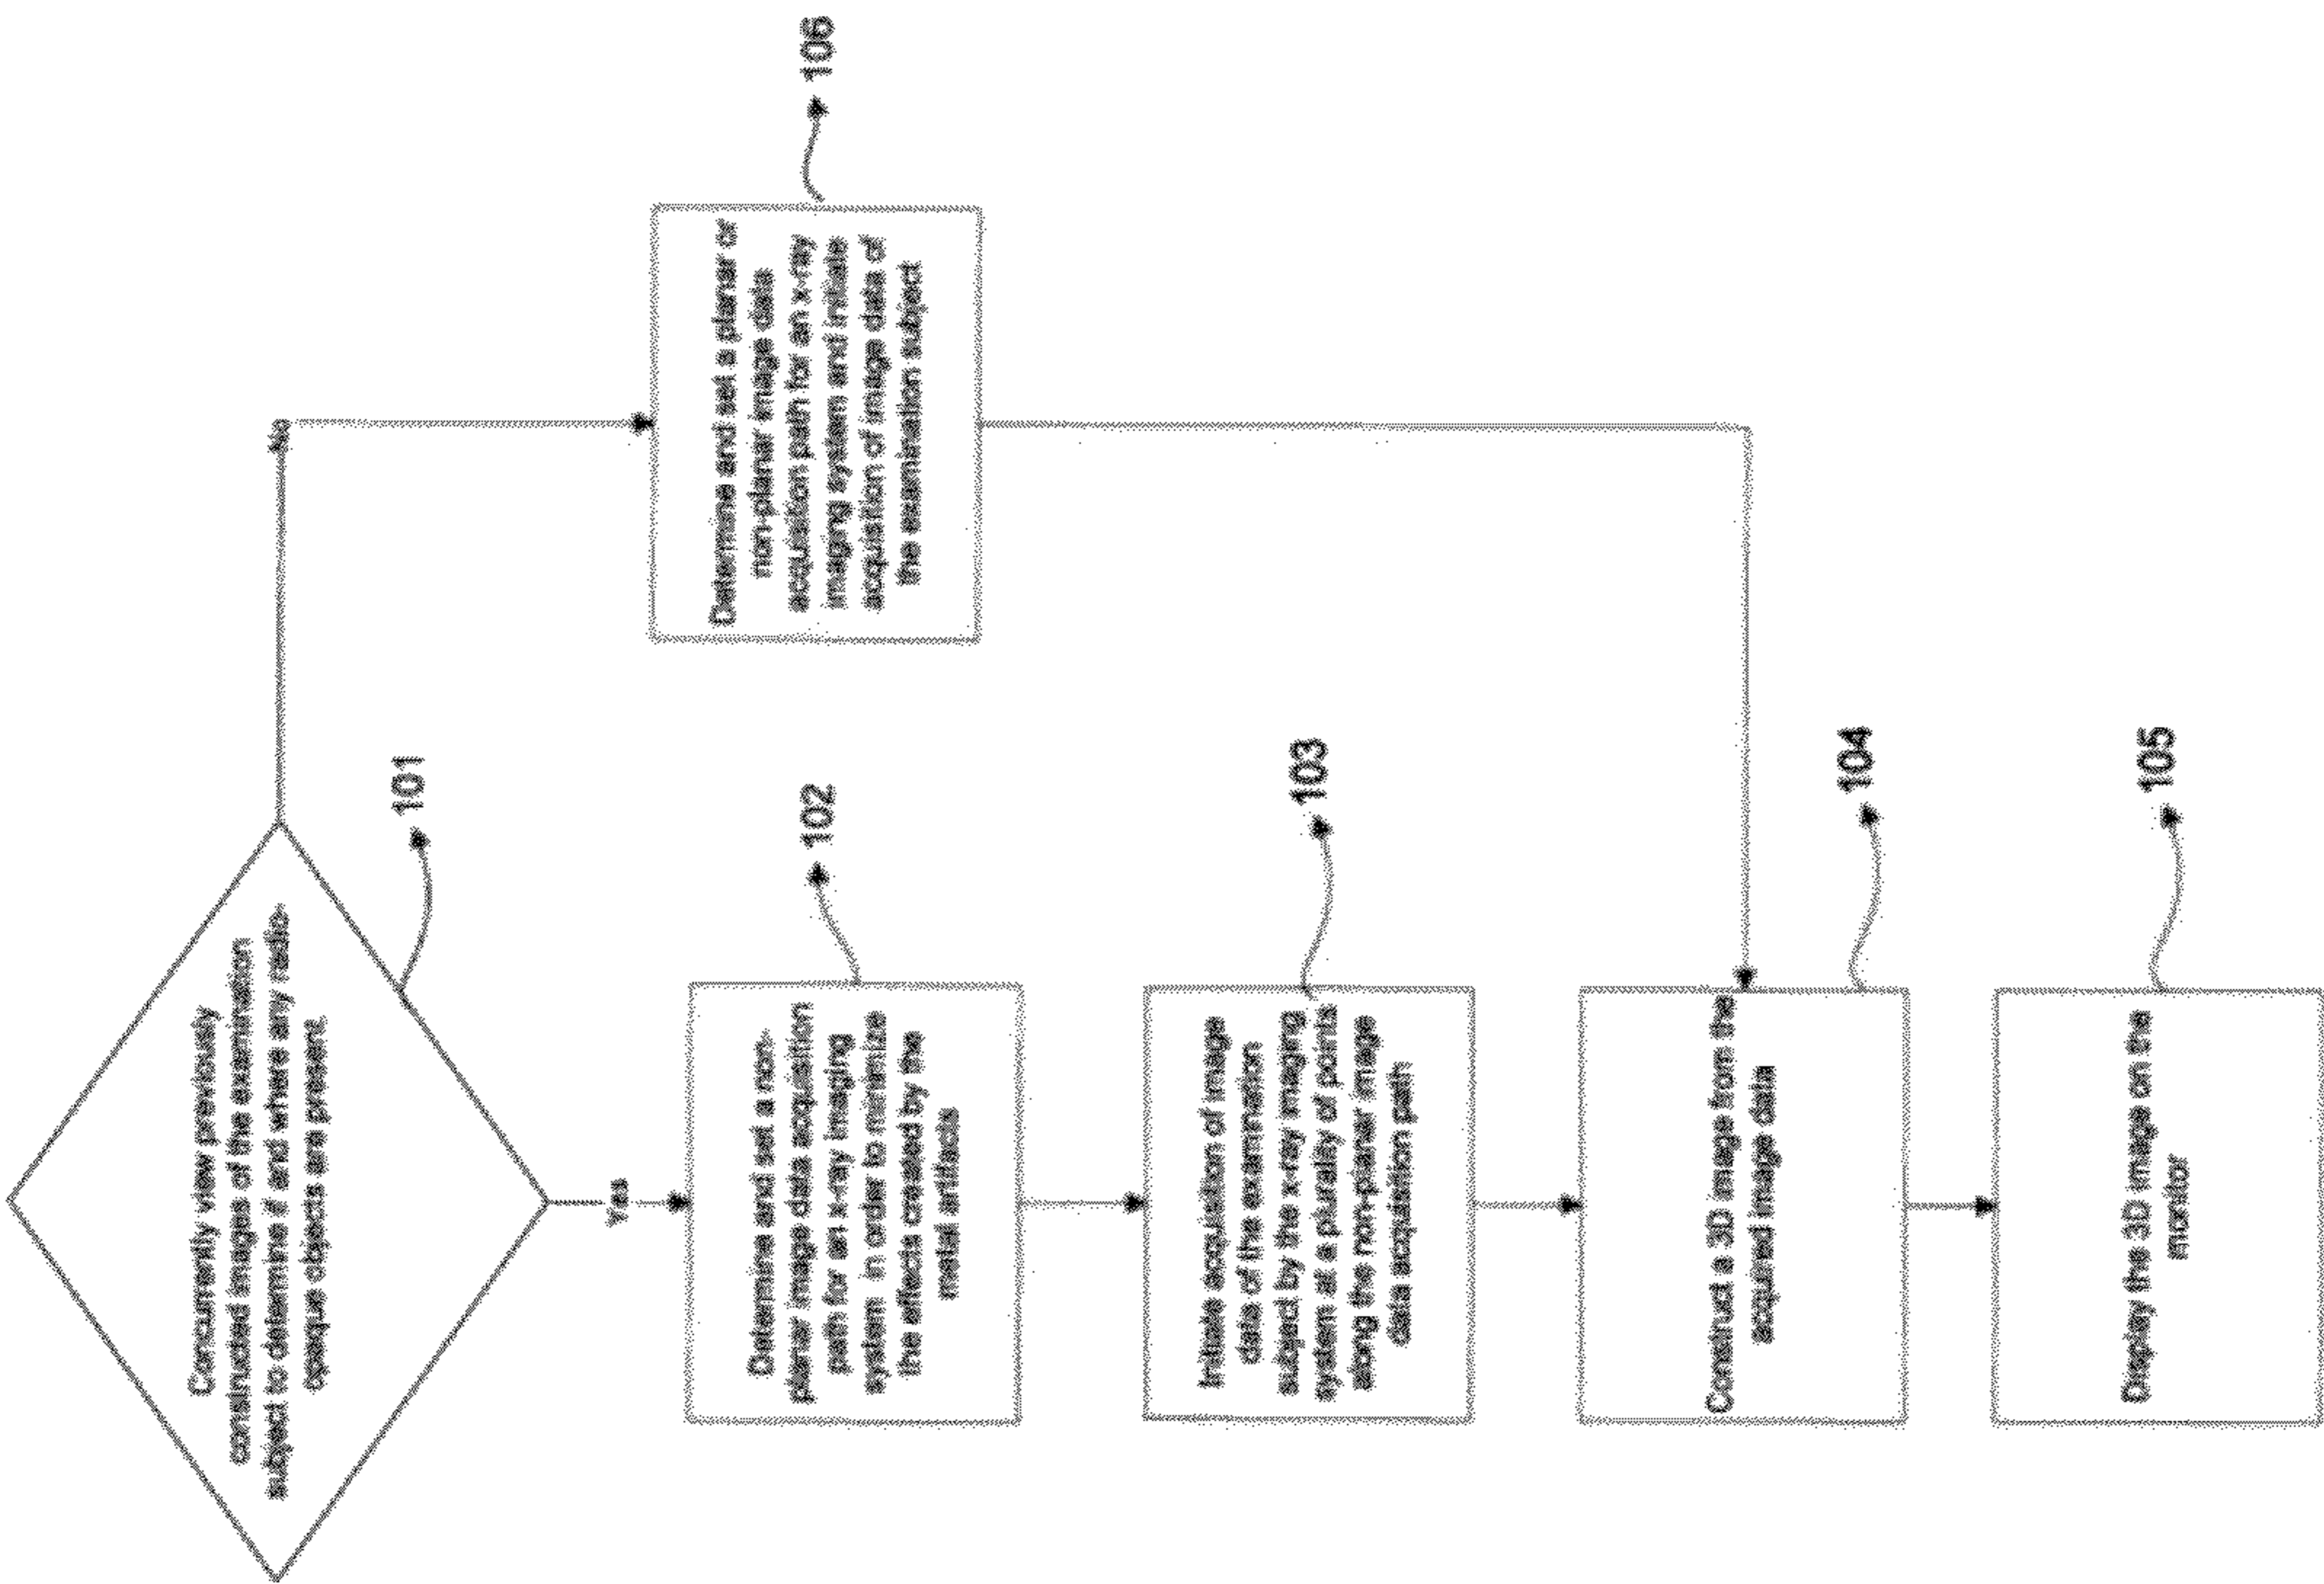 Concurrently view previously
constructed images of the examination
subject to determine if and where any radio-
opaque objects are present
101
No
Yes
Determine and set a non-
planar image data acquisition
path for an x-ray imaging
system in order to minimize
the effects created by the
metal artifacts
102
Initiate acquisition of image
data of the examination
subject by the x-ray imaging
system at a plurality of points
along the non-planar image
data acquisition path
103
Construct a 3D image from the
acquired image data
104
Display the 3D image on the
monitor
105
Determine and set a planar or
non-planar image data
acquisition path for an x-ray
imaging system and initiate
acquisition of image data of
the examination subject
106